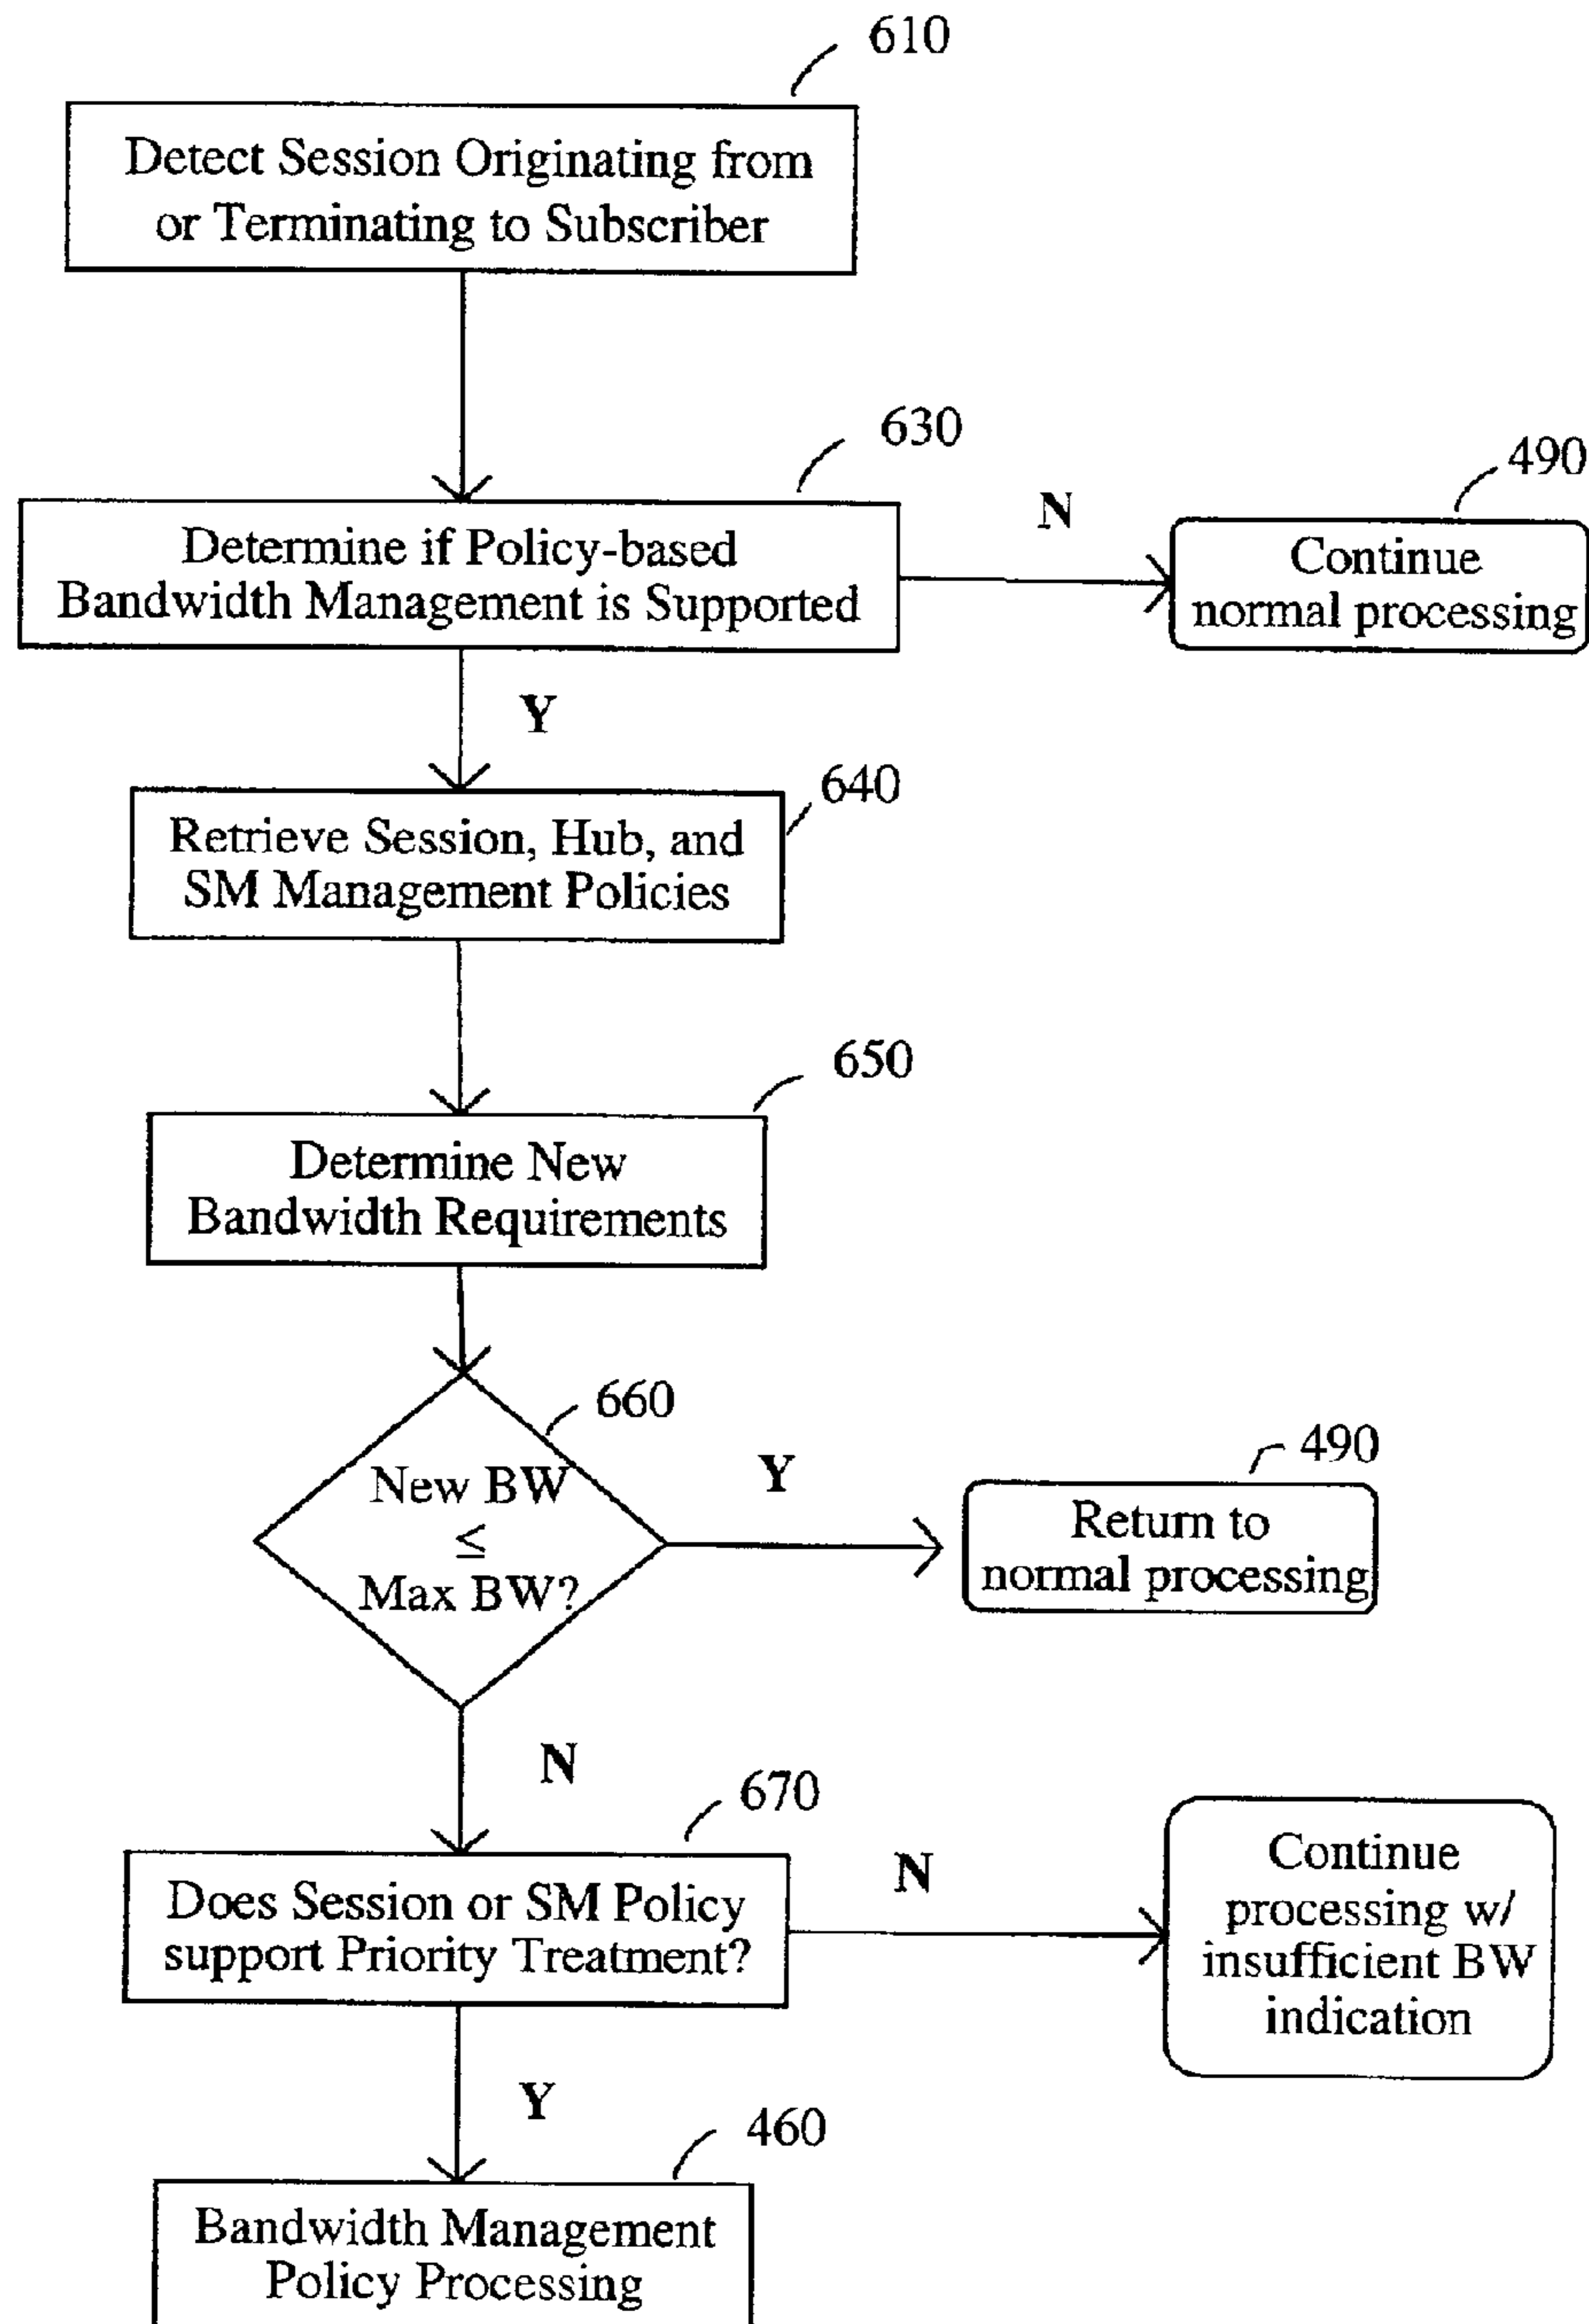 610
Detect Session Originating from
or Terminating to Subscriber
630
490
N
Determine if Policy-based
Bandwidth Management is Supported
Continue
normal processing
Y
640
Retrieve Session, Hub, and
SM Management Policies
650
Determine New
Bandwidth Requirements
660
New BW
≤
Max BW?
Y
490
Return to
normal processing
N
670
Does Session or SM Policy
support Priority Treatment?
N
Continue
processing w/
insufficient BW
indication
Y
460
Bandwidth Management
Policy Processing